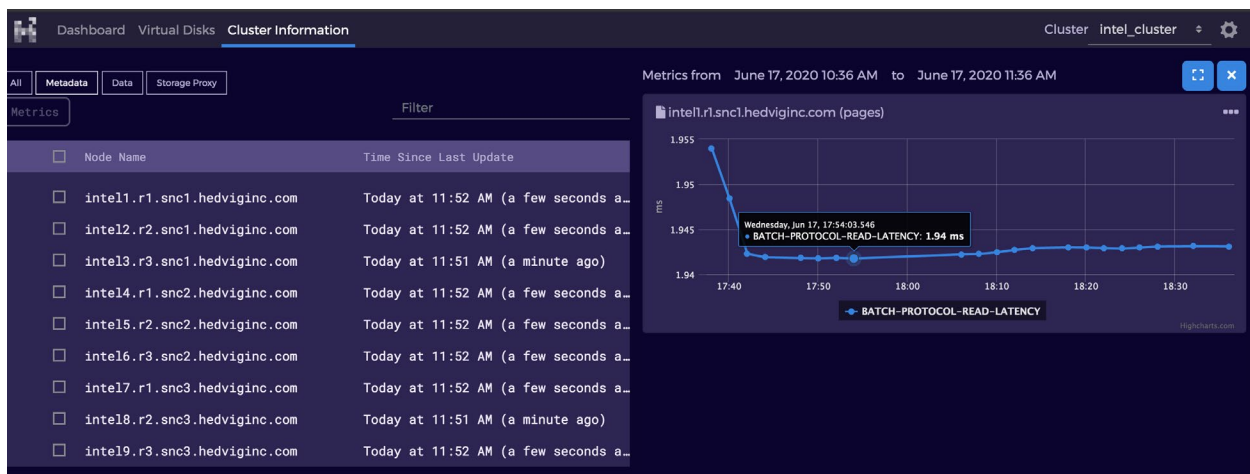 Dashboard Virtual Disks Cluster Information
Cluster intel_cluster
All Metadata Data Storage Proxy
Metrics
Filter
Node Name Time Since Last Update
intel1.r1.snc1.hedviginc.com Today at 11:52 AM (a few seconds a…
intel2.r2.snc1.hedviginc.com Today at 11:52 AM (a few seconds a…
intel3.r3.snc1.hedviginc.com Today at 11:51 AM (a minute ago)
intel4.r1.snc2.hedviginc.com Today at 11:52 AM (a few seconds a…
intel5.r2.snc2.hedviginc.com Today at 11:52 AM (a few seconds a…
intel6.r3.snc2.hedviginc.com Today at 11:52 AM (a few seconds a…
intel7.r1.snc3.hedviginc.com Today at 11:52 AM (a few seconds a…
intel8.r2.snc3.hedviginc.com Today at 11:51 AM (a minute ago)
intel9.r3.snc3.hedviginc.com Today at 11:52 AM (a few seconds a…
Metrics from June 17, 2020 10:36 AM to June 17, 2020 11:36 AM
intel1.r1.snc1.hedviginc.com (pages)
1.955
1.95
1.945
1.94
ms
Wednesday, Jun 17, 17:54:03.546
BATCH-PROTOCOL-READ-LATENCY: 1.94 ms
17:40 17:50 18:00 18:10 18:20 18:30
BATCH-PROTOCOL-READ-LATENCY
Highcharts.com